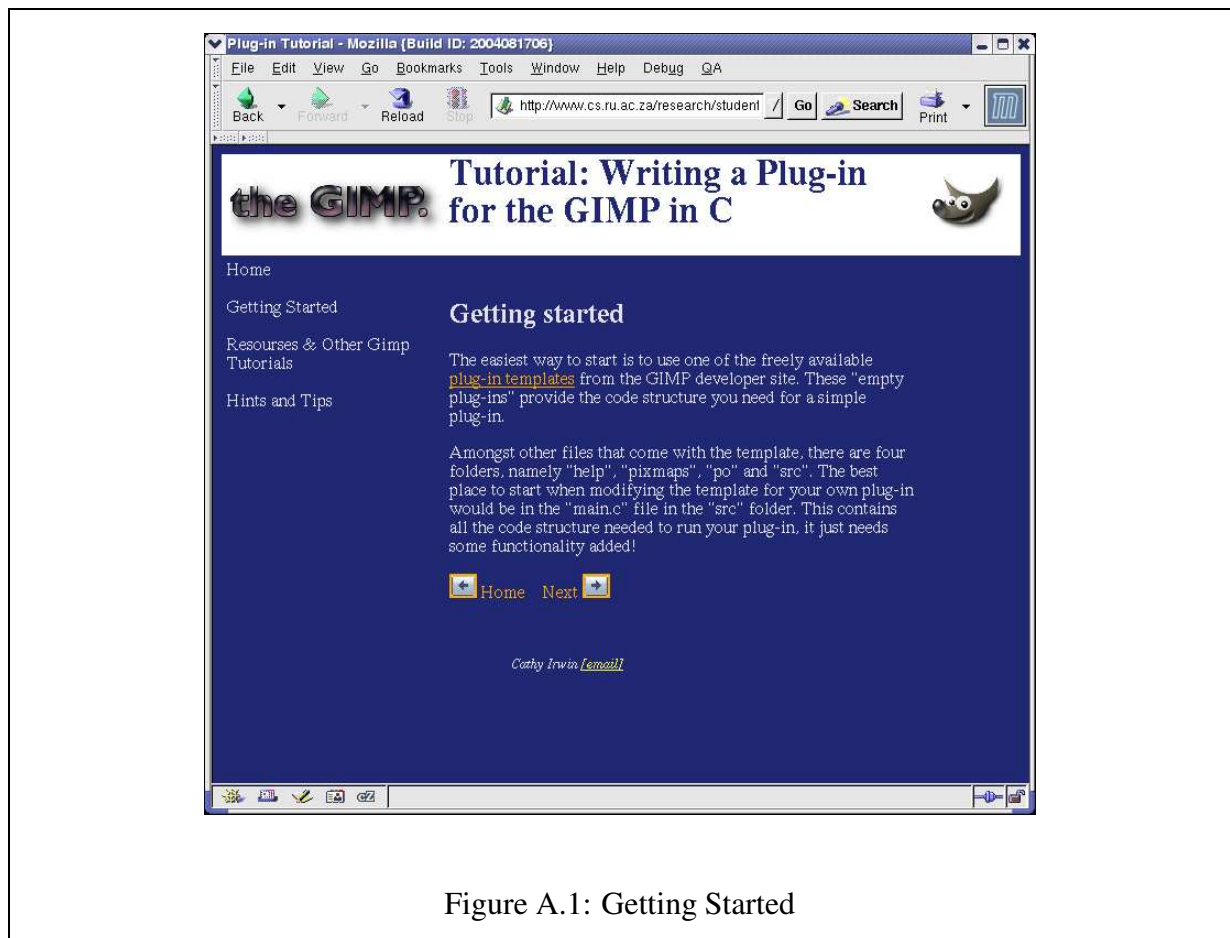 Plug-in Tutorial - Mozilla {Build ID: 2004081706}
File Edit View Go Bookmarks Tools Window Help Debug QA
Back Forward Reload Stop http://www.cs.ru.ac.za/research/student Go Search Print
the GIMP.
Tutorial: Writing a Plug-in
for the GIMP in C
Home
Getting Started
Resourses & Other Gimp
Tutorials
Hints and Tips
Getting started
The easiest way to start is to use one of the freely available
plug-in templates from the GIMP developer site. These "empty
plug-ins" provide the code structure you need for a simple
plug-in.
Amongst other files that come with the template, there are four
folders, namely "help", "pixmaps", "po" and "src". The best
place to start when modifying the template for your own plug-in
would be in the "main.c" file in the "src" folder. This contains
all the code structure needed to run your plug-in, it just needs
some functionality added!
Home Next
Cathy Irwin [email]
Figure A.1: Getting Started